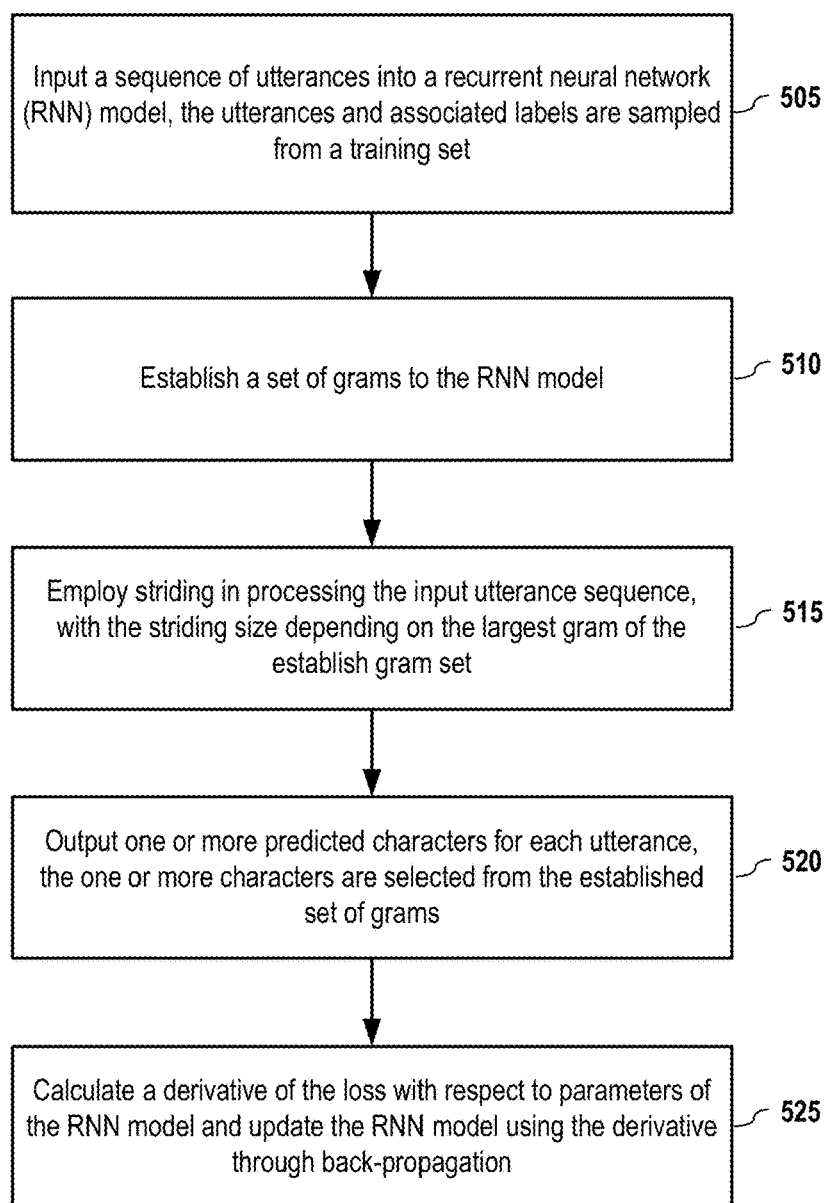 Input a sequence of utterances into a recurrent neural network
(RNN) model, the utterances and associated labels are sampled
from a training set
505
Establish a set of grams to the RNN model
510
Employ striding in processing the input utterance sequence,
with the striding size depending on the largest gram of the
establish gram set
515
Output one or more predicted characters for each utterance,
the one or more characters are selected from the established
set of grams
520
Calculate a derivative of the loss with respect to parameters of
the RNN model and update the RNN model using the derivative
through back-propagation
525